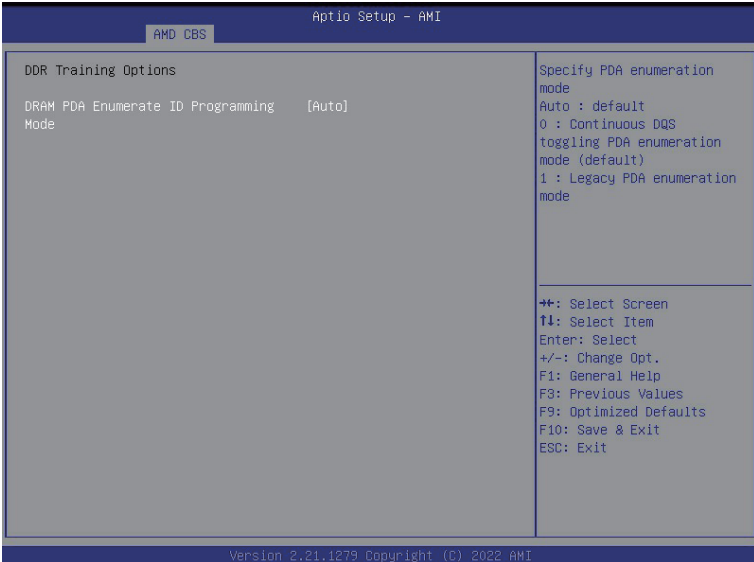 Aptio Setup – AMI
AMD CBS
DDR Training Options
DRAM PDA Enumerate ID Programming [Auto]
Mode
Specify PDA enumeration
mode
Auto : default
0 : Continuous DQS
toggling PDA enumeration
mode (default)
1 : Legacy PDA enumeration
mode
→←: Select Screen
↑↓: Select Item
Enter: Select
+/-: Change Opt.
F1: General Help
F3: Previous Values
F9: Optimized Defaults
F10: Save & Exit
ESC: Exit
Version 2.21.1279 Copyright (C) 2022 AMI